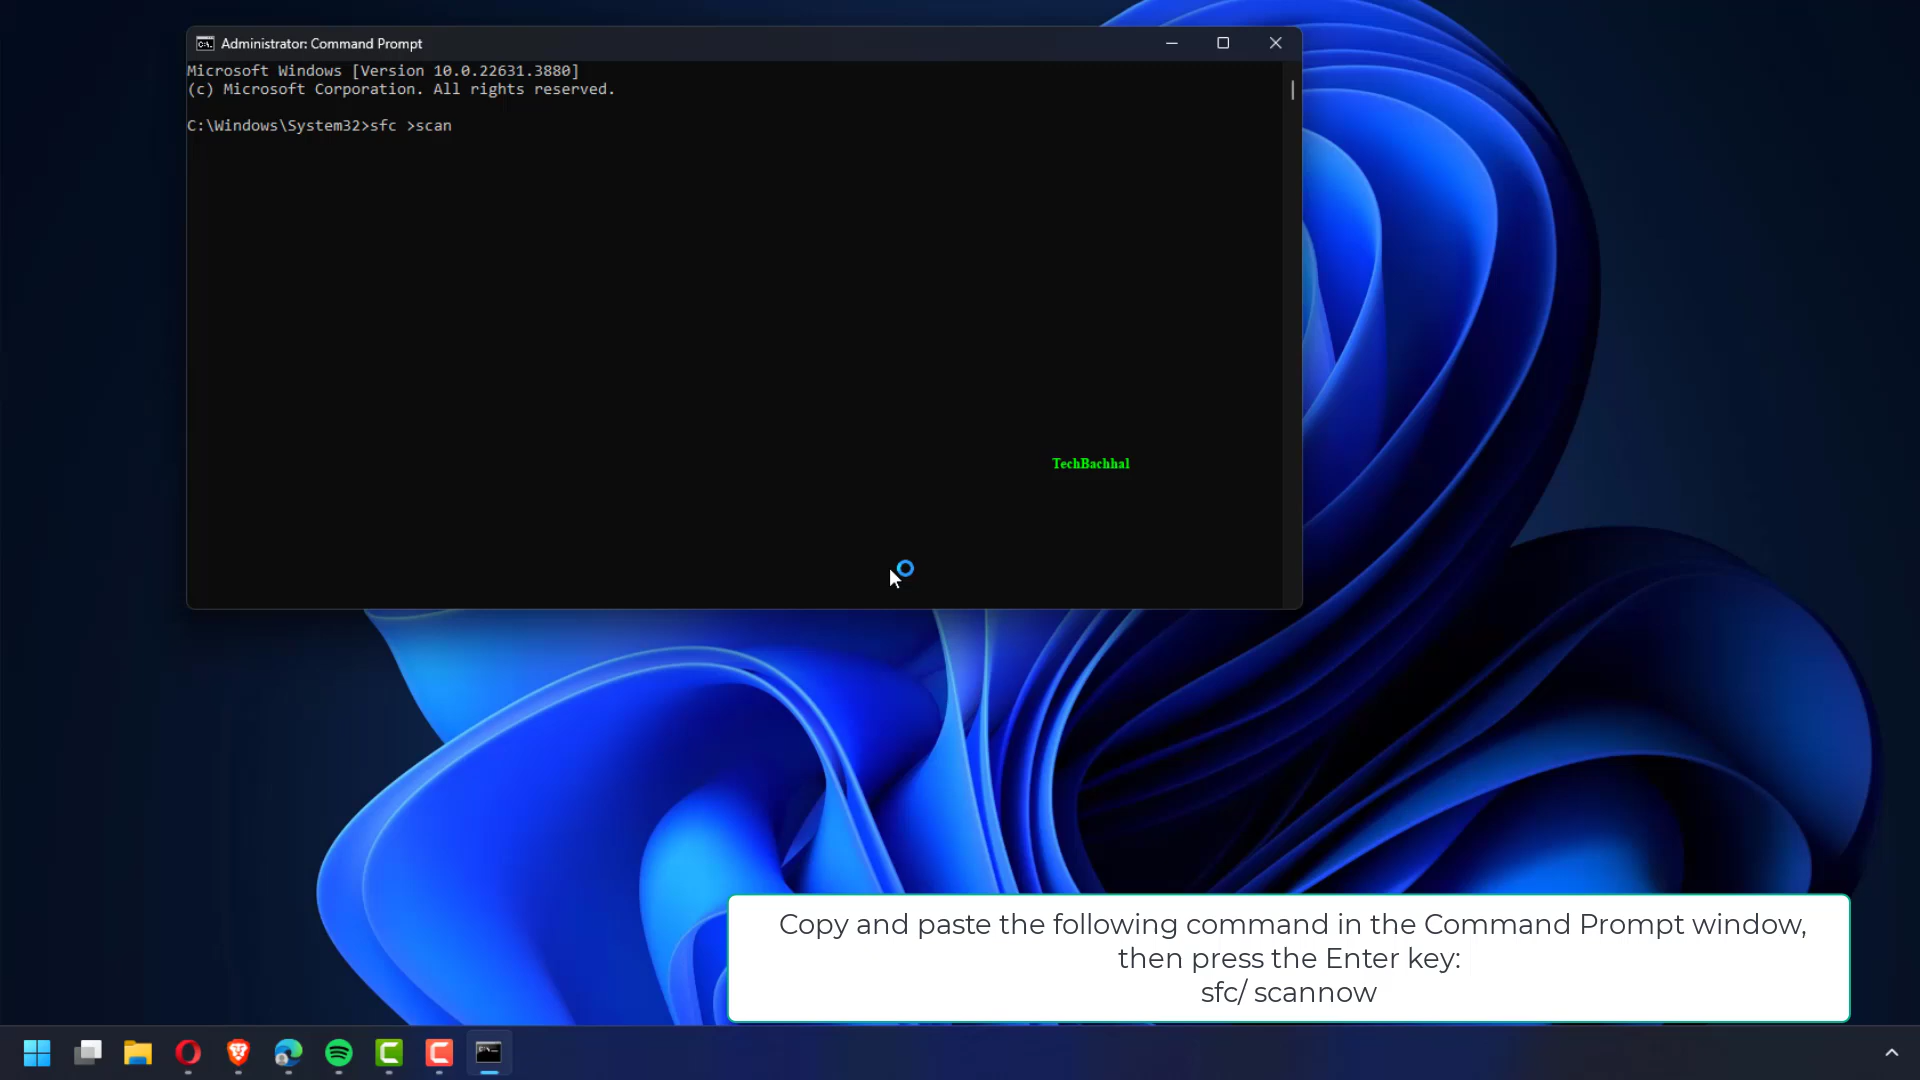 Administrator: Command Prompt
Microsoft Windows [Version 10.0.22631.3880]
(c) Microsoft Corporation. All rights reserved.
C:\Windows\System32>sfc >scan
TechBachhal
Copy and paste the following command in the Command Prompt window,
then press the Enter key:
sfc/ scannow